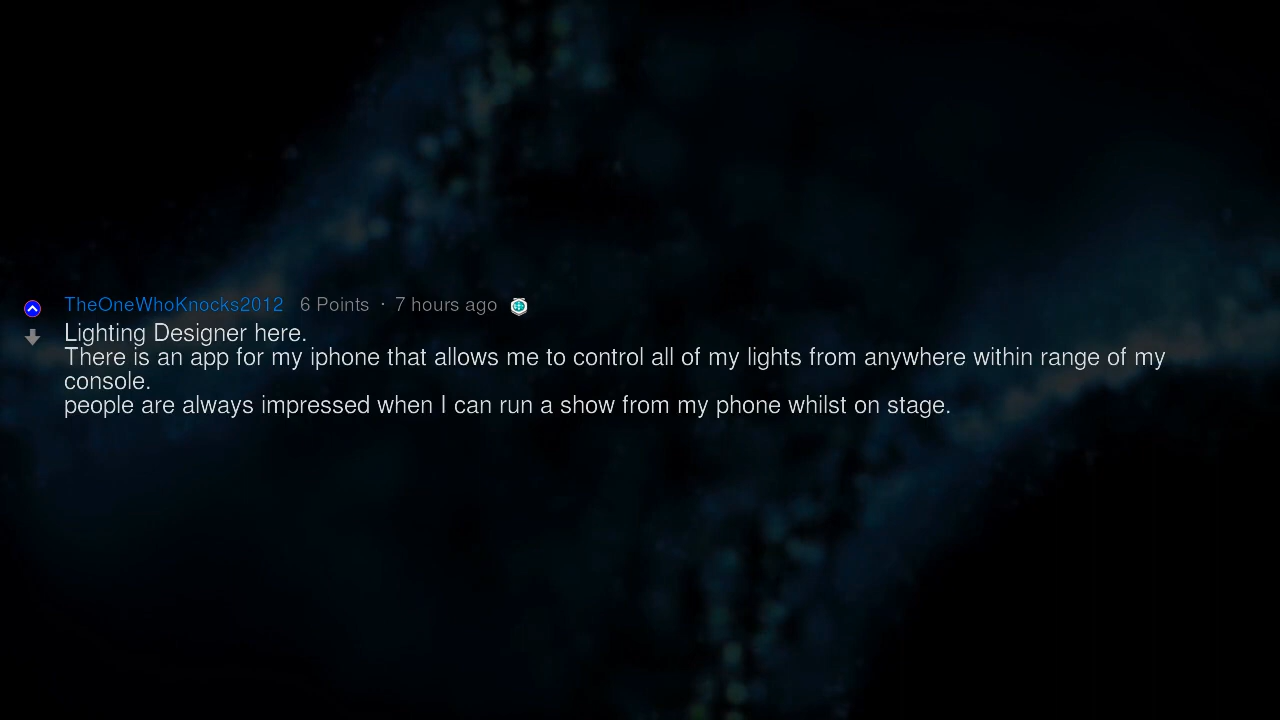 TheOneWhoKnocks2012 6 Points · 7 hours ago
Lighting Designer here.
There is an app for my iphone that allows me to control all of my lights from anywhere within range of my
console.
people are always impressed when I can run a show from my phone whilst on stage.